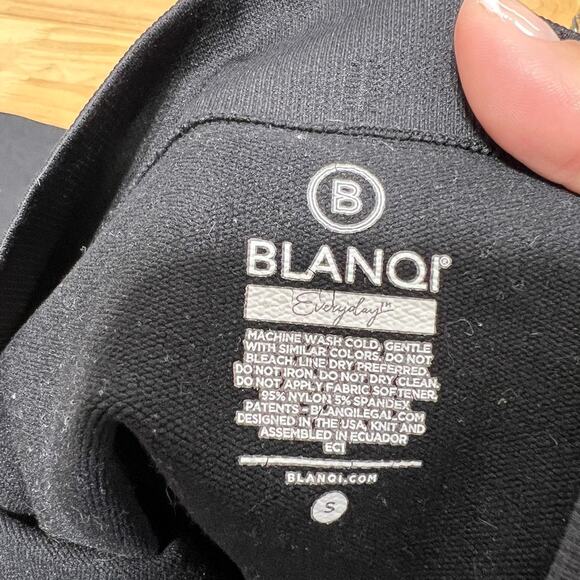 B
BLANQI®
Everyday™
MACHINE WASH COLD, GENTLE
WITH SIMILAR COLORS. DO NOT
BLEACH. LINE DRY PREFERRED.
DO NOT IRON. DO NOT DRY CLEAN.
DO NOT APPLY FABRIC SOFTENER.
95% NYLON 5% SPANDEX
PATENTS - BLANQILEGAL.COM
DESIGNED IN THE USA, KNIT AND
ASSEMBLED IN ECUADOR
EC1
BLANQI.COM
S